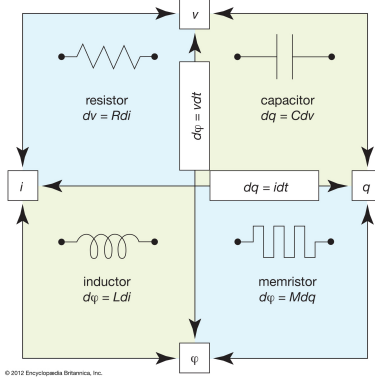 v
resistor
dv = Rdi
capacitor
dq = Cdv
dφ = vdt
i
dq = idt
q
inductor
dφ = Ldi
memristor
dφ = Mdq
φ
© 2012 Encyclopædia Britannica, Inc.